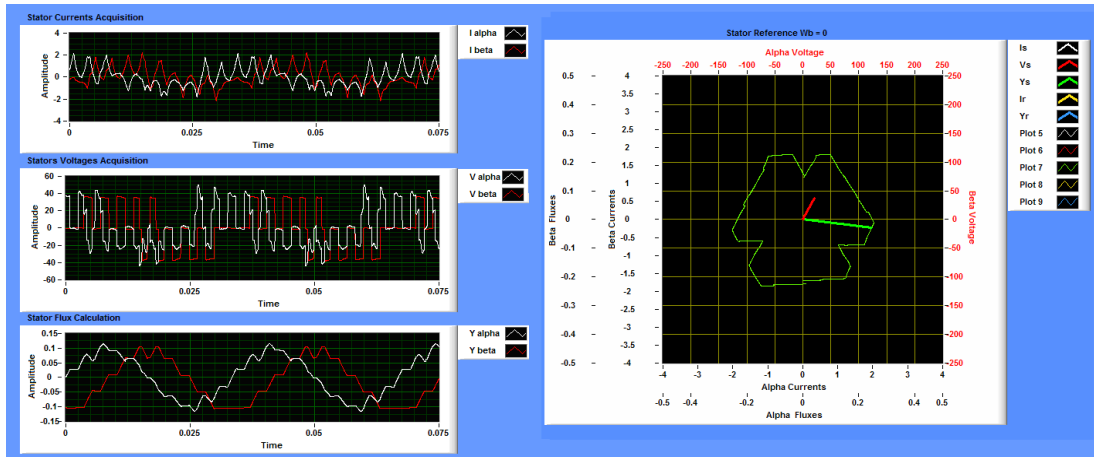 Stator Currents Acquisition
Amplitude
4
2
0
-2
-4
0
0.025
0.05
0.075
Time
I alpha
I beta
Stators Voltages Acquisition
Amplitude
60
40
20
0
-20
-40
-60
0
0.025
0.05
0.075
Time
V alpha
V beta
Stator Flux Calculation
Amplitude
0.15
0.1
0.05
0
-0.05
-0.1
-0.15
0
0.025
0.05
0.075
Time
Y alpha
Y beta
Stator Reference Wb = 0
Alpha Voltage
-250 -200 -150 -100 -50 0 50 100 150 200 250
Beta Fluxes
0.5
0.4
0.3
0.2
0.1
0
-0.1
-0.2
-0.3
-0.4
-0.5
Beta Currents
4
3.5
3
2.5
2
1.5
1
0.5
0
-0.5
-1
-1.5
-2
-2.5
-3
-3.5
-4
Beta Voltage
250
200
150
100
50
0
-50
-100
-150
-200
-250
-4 -4 -3 -2 -1 0 1 2 3 4 4
Alpha Currents
-0.5 -0.4 -0.2 0 0.2 0.4 0.5
Alpha Fluxes
Is
Vs
Ys
Ir
Yr
Plot 5
Plot 6
Plot 7
Plot 8
Plot 9